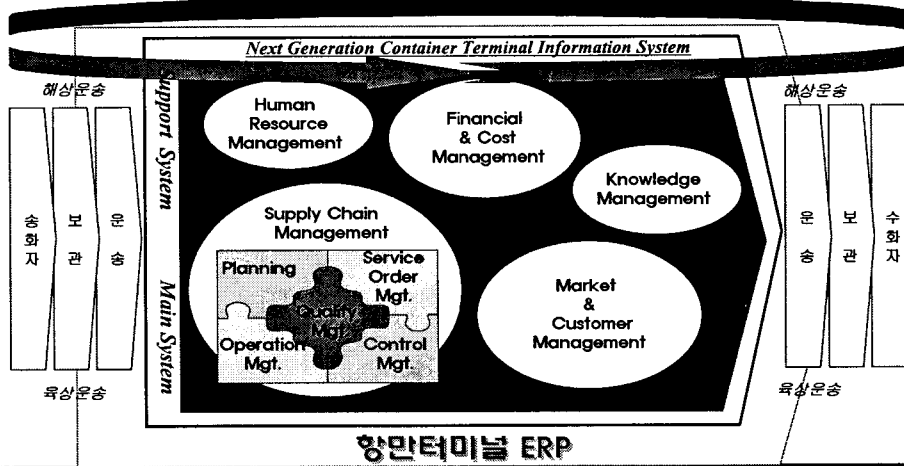 Next Generation Container Terminal Information System
해상운송
해상운송
Support System
Human
Resource
Management
Financial
& Cost
Management
Knowledge
Management
송화자
보관
운송
Supply Chain
Management
Planning
Service
Order
Mgt.
Quality
Mgt.
Operation
Mgt.
Control
Mgt.
Main System
Market
&
Customer
Management
운송
보관
수화자
육상운송
육상운송
항만터미널 ERP